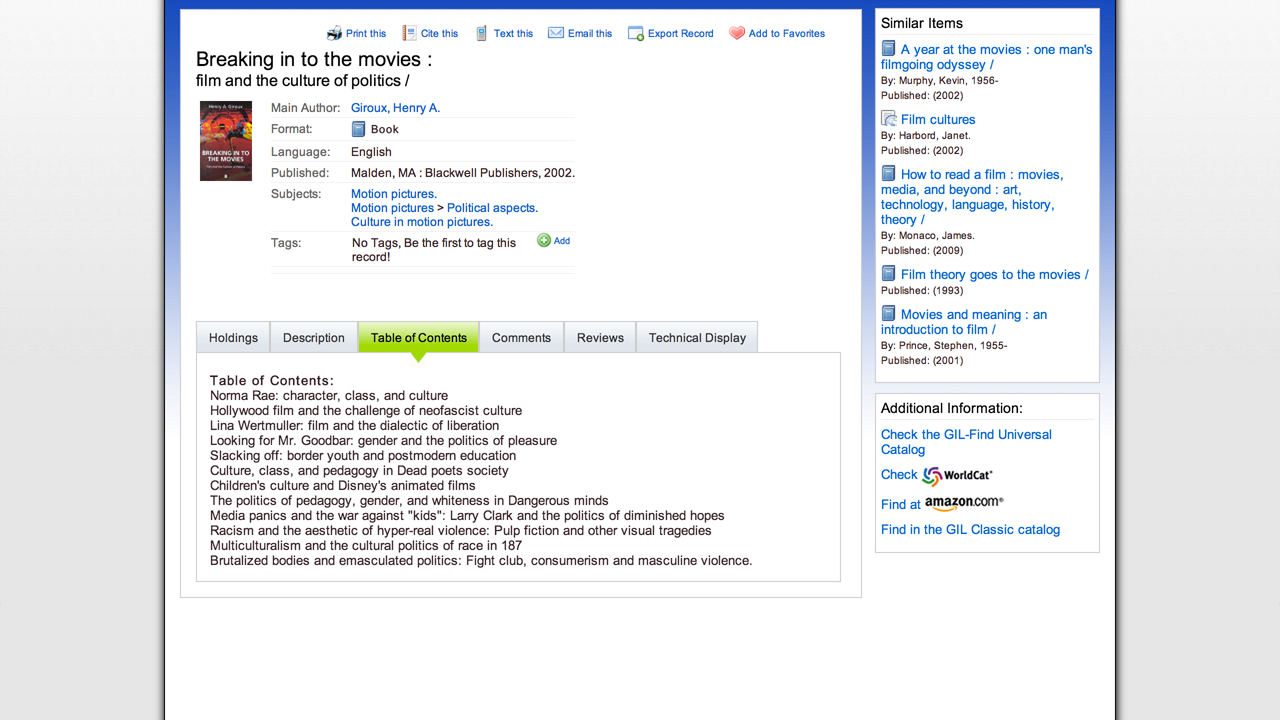 Print this
Cite this
Text this
Email this
Export Record
Add to Favorites
Breaking in to the movies :
film and the culture of politics /
Henry A. Giroux
BREAKING IN TO
THE MOVIES
Main Author: Giroux, Henry A.
Format: Book
Language: English
Published: Malden, MA : Blackwell Publishers, 2002.
Subjects: Motion pictures.
Motion pictures > Political aspects.
Culture in motion pictures.
Tags: No Tags, Be the first to tag this Add
record!
Holdings
Description
Table of Contents
Comments
Reviews
Technical Display
Table of Contents:
Norma Rae: character, class, and culture
Hollywood film and the challenge of neofascist culture
Lina Wertmuller: film and the dialectic of liberation
Looking for Mr. Goodbar: gender and the politics of pleasure
Slacking off: border youth and postmodern education
Culture, class, and pedagogy in Dead poets society
Children's culture and Disney's animated films
The politics of pedagogy, gender, and whiteness in Dangerous minds
Media panics and the war against "kids": Larry Clark and the politics of diminished hopes
Racism and the aesthetic of hyper-real violence: Pulp fiction and other visual tragedies
Multiculturalism and the cultural politics of race in 187
Brutalized bodies and emasculated politics: Fight club, consumerism and masculine violence.
Similar Items
A year at the movies : one man's
filmgoing odyssey /
By: Murphy, Kevin, 1956-
Published: (2002)
Film cultures
By: Harbord, Janet.
Published: (2002)
How to read a film : movies,
media, and beyond : art,
technology, language, history,
theory /
By: Monaco, James.
Published: (2009)
Film theory goes to the movies /
Published: (1993)
Movies and meaning : an
introduction to film /
By: Prince, Stephen, 1955-
Published: (2001)
Additional Information:
Check the GIL-Find Universal
Catalog
Check WorldCat
Find at amazon.com
Find in the GIL Classic catalog